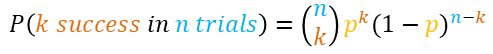 P(k success in n trials) = (n k) p^k (1 − p)^{n−k}